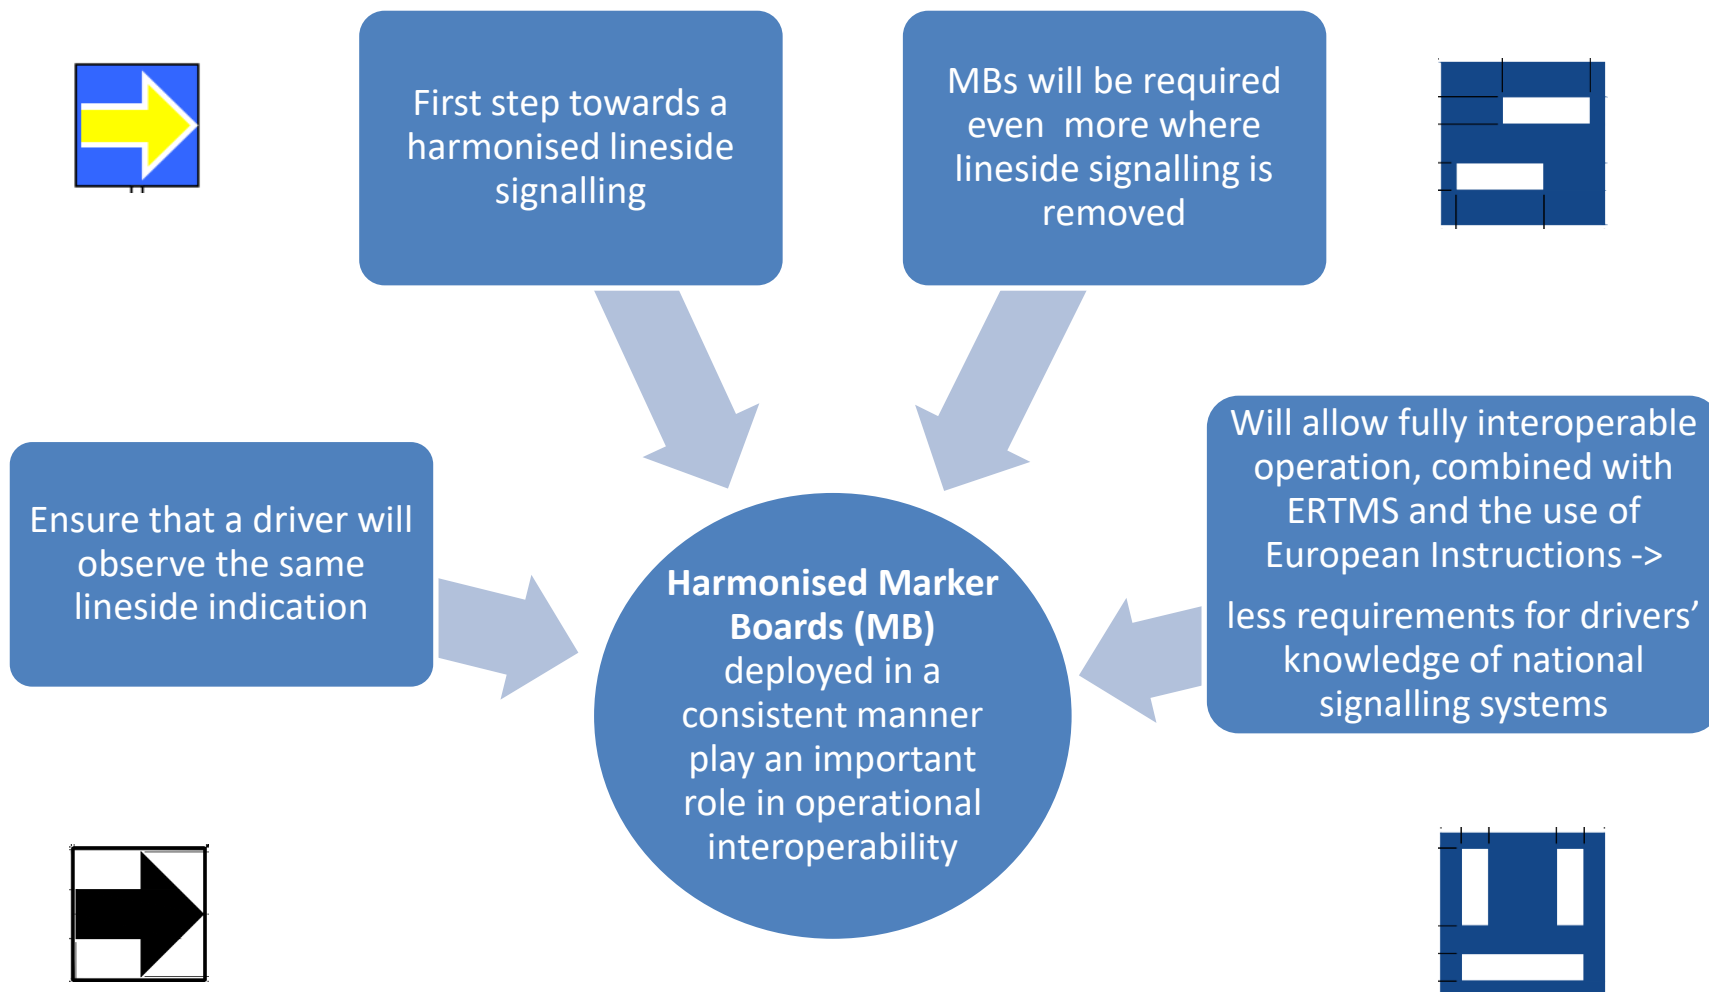 First step towards a
harmonised lineside
signalling
MBs will be required
even  more where
lineside signalling is
removed
Ensure that a driver will
observe the same
lineside indication
Will allow fully interoperable
operation, combined with
ERTMS and the use of
European Instructions ->
less requirements for drivers’
knowledge of national
signalling systems
Harmonised Marker
Boards (MB)
deployed in a
consistent manner
play an important
role in operational
interoperability